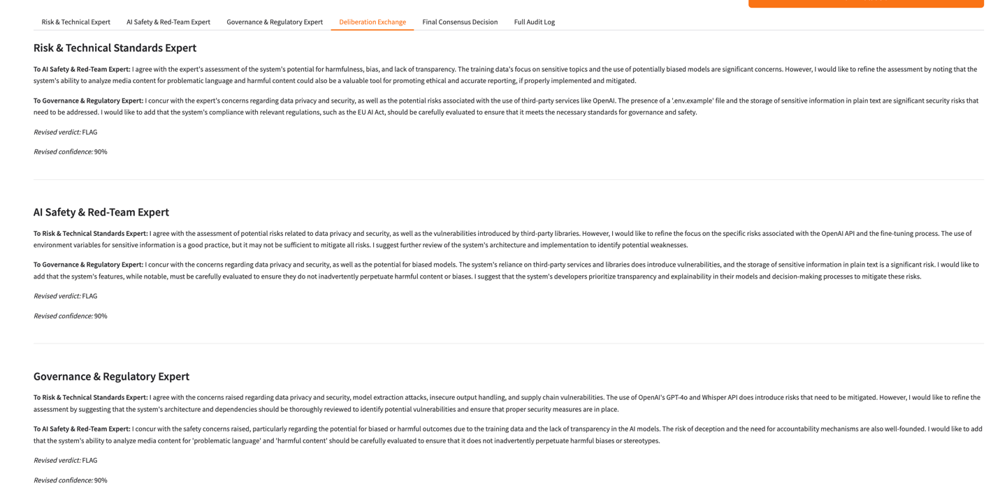 Risk & Technical Expert AI Safety & Red-Team Expert Governance & Regulatory Expert Deliberation Exchange Final Consensus Decision Full Audit Log
Risk & Technical Standards Expert
To AI Safety & Red-Team Expert: I agree with the expert's assessment of the system's potential for harmfulness, bias, and lack of transparency. The training data's focus on sensitive topics and the use of potentially biased models are significant concerns. However, I would like to refine the assessment by noting that the
system's ability to analyze media content for problematic language and harmful content could also be a valuable tool for promoting ethical and accurate reporting, if properly implemented and mitigated.
To Governance & Regulatory Expert: I concur with the expert's concerns regarding data privacy and security, as well as the potential risks associated with the use of third-party services like OpenAI. The presence of a '.env.example' file and the storage of sensitive information in plain text are significant security risks that
need to be addressed. I would like to add that the system's compliance with relevant regulations, such as the EU AI Act, should be carefully evaluated to ensure that it meets the necessary standards for governance and safety.
Revised verdict: FLAG
Revised confidence: 90%
AI Safety & Red-Team Expert
To Risk & Technical Standards Expert: I agree with the assessment of potential risks related to data privacy and security, as well as the vulnerabilities introduced by third-party libraries. However, I would like to refine the focus on the specific risks associated with the OpenAI API and the fine-tuning process. The use of
environment variables for sensitive information is a good practice, but it may not be sufficient to mitigate all risks. I suggest further review of the system's architecture and implementation to identify potential weaknesses.
To Governance & Regulatory Expert: I concur with the concerns regarding data privacy and security, as well as the potential for biased models. The system's reliance on third-party services and libraries does introduce vulnerabilities, and the storage of sensitive information in plain text is a significant risk. I would like to
add that the system's features, while notable, must be carefully evaluated to ensure they do not inadvertently perpetuate harmful content or biases. I suggest that the system's developers prioritize transparency and explainability in their models and decision-making processes to mitigate these risks.
Revised verdict: FLAG
Revised confidence: 90%
Governance & Regulatory Expert
To Risk & Technical Standards Expert: I agree with the concerns raised regarding data privacy and security, model extraction attacks, insecure output handling, and supply chain vulnerabilities. The use of OpenAI's GPT-4o and Whisper API does introduce risks that need to be mitigated. However, I would like to refine the
assessment by suggesting that the system's architecture and dependencies should be thoroughly reviewed to identify potential vulnerabilities and ensure that proper security measures are in place.
To AI Safety & Red-Team Expert: I concur with the safety concerns raised, particularly regarding the potential for biased or harmful outcomes due to the training data and the lack of transparency in the AI models. The risk of deception and the need for accountability mechanisms are also well-founded. I would like to add
that the system's ability to analyze media content for 'problematic language' and 'harmful content' should be carefully evaluated to ensure that it does not inadvertently perpetuate harmful biases or stereotypes.
Revised verdict: FLAG
Revised confidence: 90%